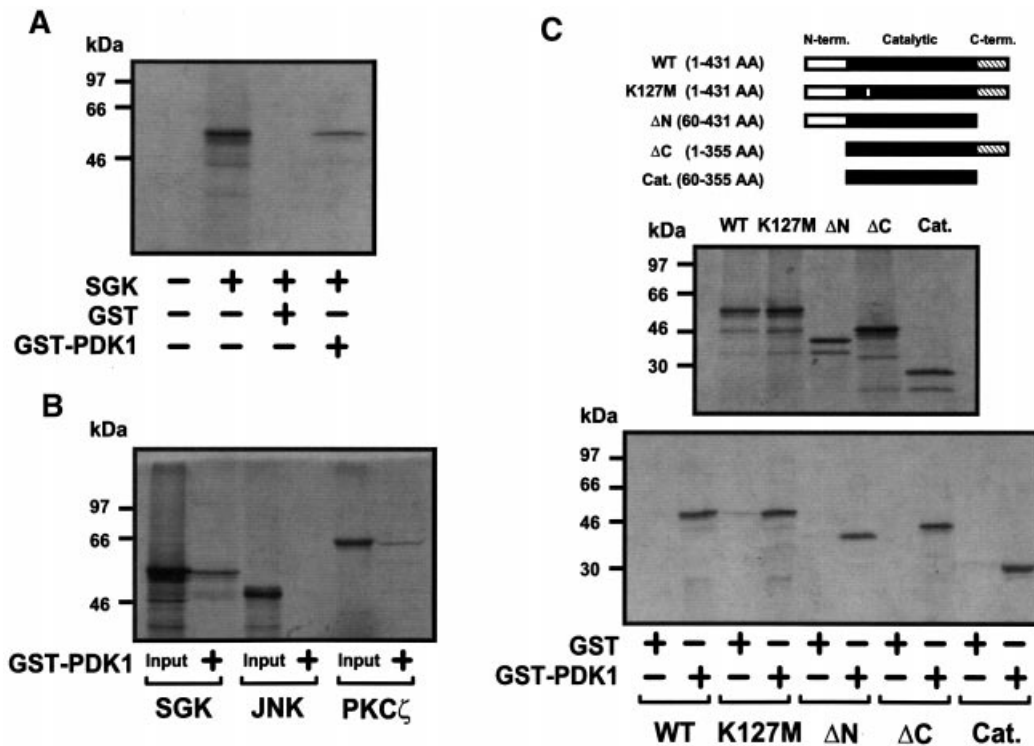 A
kDa
97
66
46
SGK − + + +
GST − − + −
GST-PDK1 − − − +
B
kDa
97
66
46
GST-PDK1 Input + Input + Input +
SGK JNK PKCζ
C
N-term. Catalytic C-term.
WT (1-431 AA)
K127M (1-431 AA)
ΔN (60-431 AA)
ΔC (1-355 AA)
Cat. (60-355 AA)
kDa
WT K127M ΔN ΔC Cat.
97
66
46
30
kDa
97
66
46
30
GST + − + − + − + − + −
GST-PDK1 − + − + − + − + − +
WT K127M ΔN ΔC Cat.